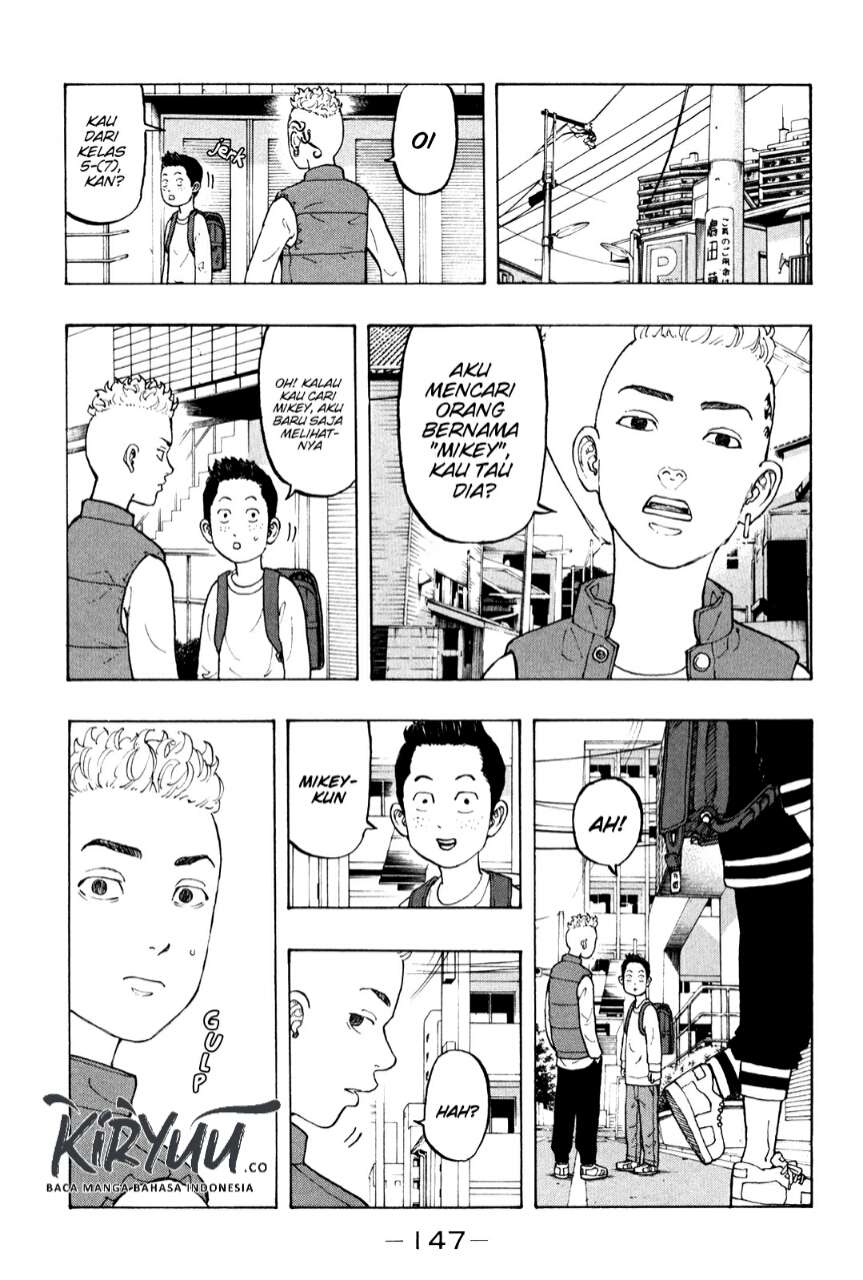 OI
KAU
DARI
KELAS
5-(7),
KAN?
jerk
P
AKU
MENCARI
ORANG
BERNAMA
"MIKEY",
KAU TAU
DIA?
OH! KALAU
KAU CARI
MIKEY, AKU
BARU SAJA
MELIHAT-
NYA
AH!
MIKEY-
KUN
HAH?
GULP
KIRYUU.CO
BACA MANGA BAHASA INDONESIA
-147-